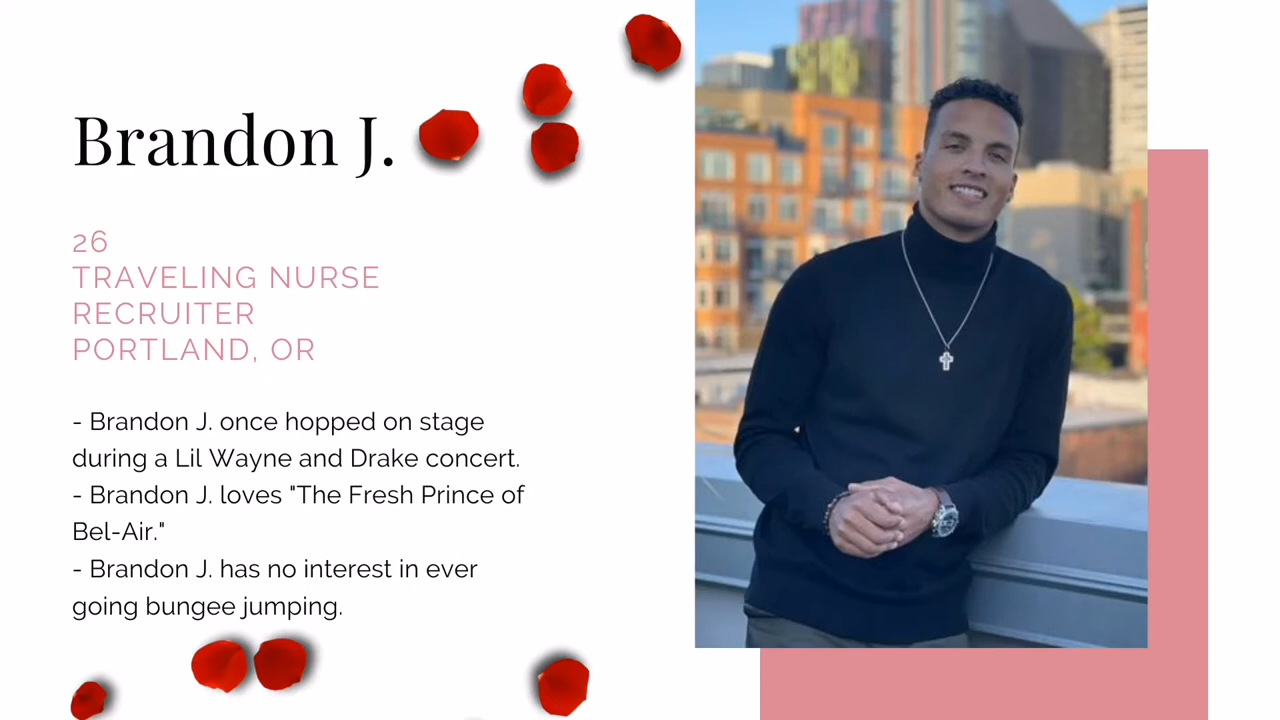 Brandon J.
26
TRAVELING NURSE
RECRUITER
PORTLAND, OR
- Brandon J. once hopped on stage
during a Lil Wayne and Drake concert.
- Brandon J. loves "The Fresh Prince of
Bel-Air."
- Brandon J. has no interest in ever
going bungee jumping.